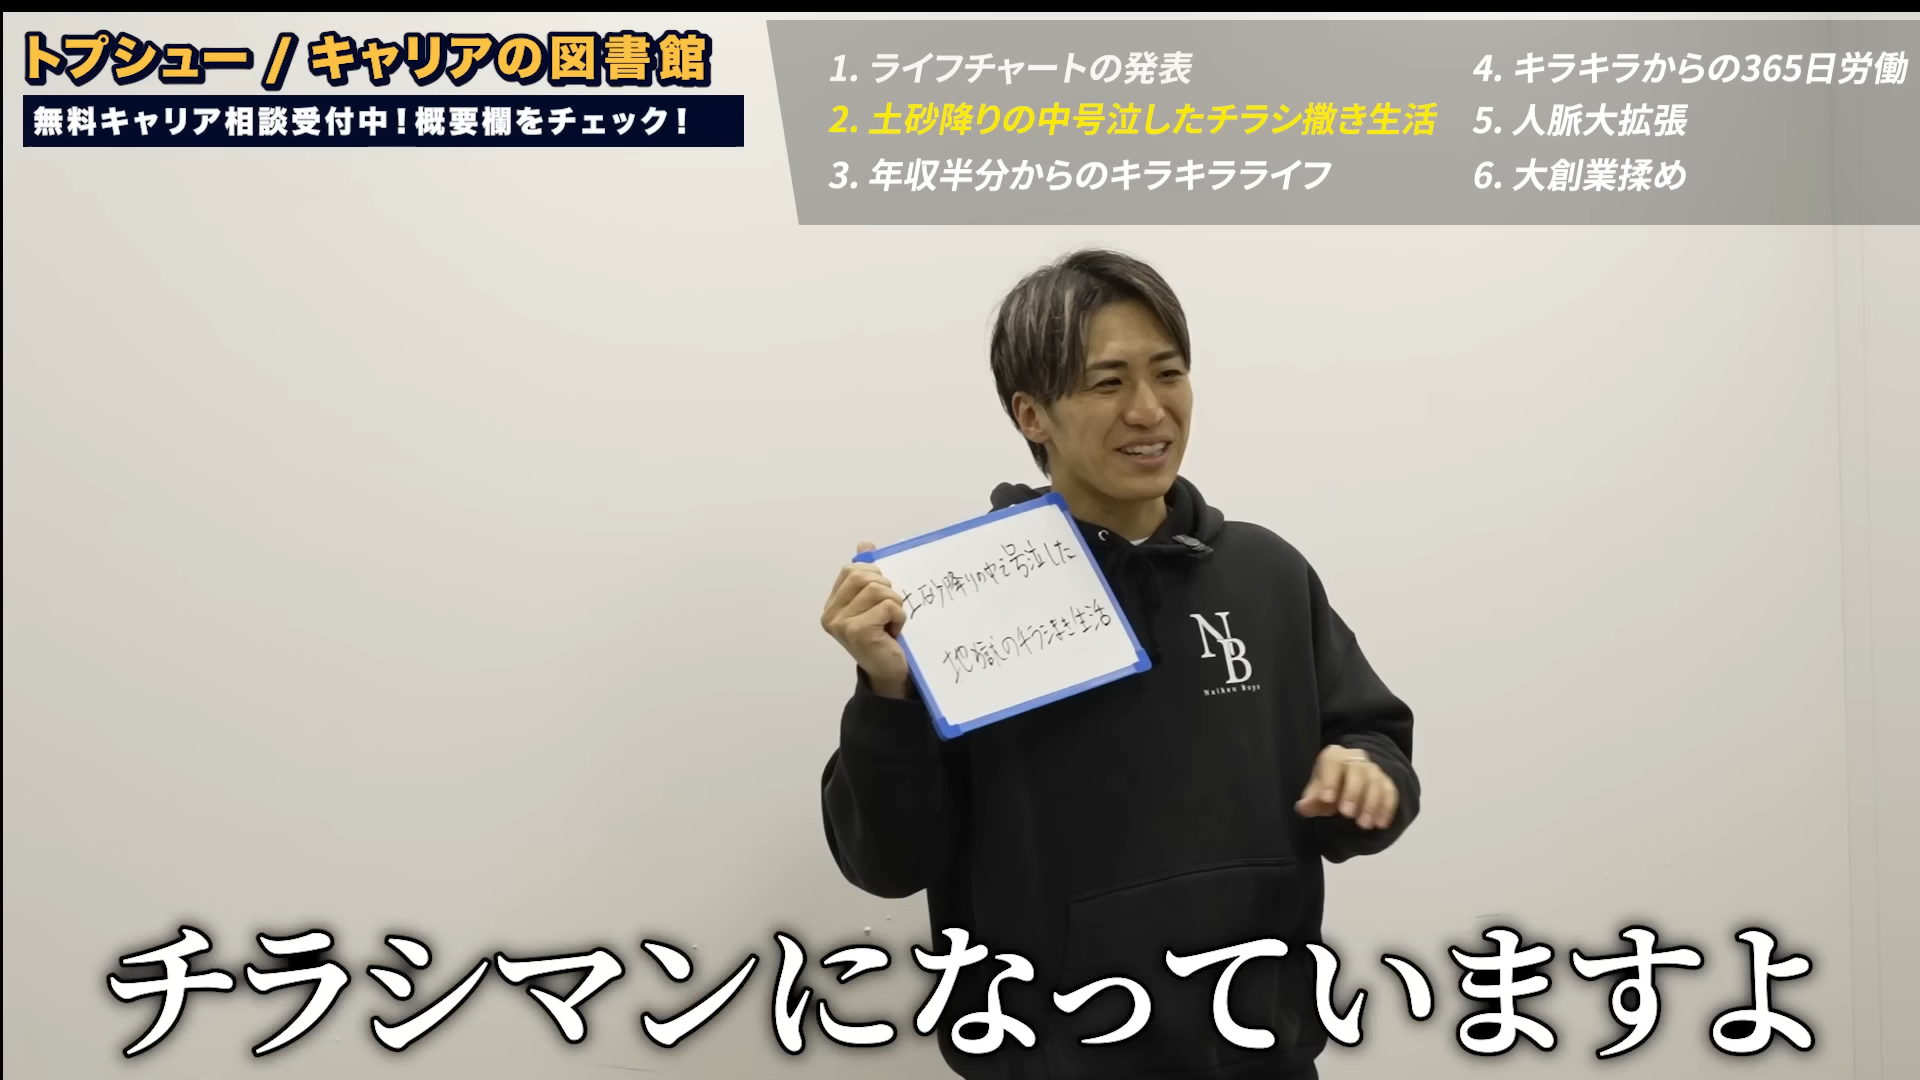 トプシュー / キャリアの図書館
無料キャリア相談受付中！概要欄をチェック！
1. ライフチャートの発表
2. 土砂降りの中号泣したチラシ撒き生活
3. 年収半分からのキラキラライフ
4. キラキラからの365日労働
5. 人脈大拡張
6. 大創業揉め
土砂降りの中で号泣した
地獄のチラシまき生活
NB
Naikan Boys
チラシマンになっていますよ